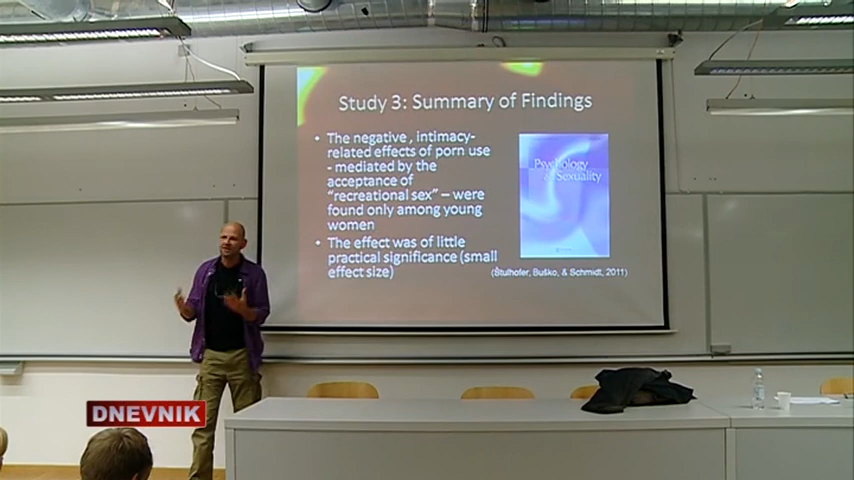 Study 3: Summary of Findings
• The negative , intimacy-
related effects of porn use
- mediated by the
acceptance of
"recreational sex" – were
found only among young
women
• The effect was of little
practical significance (small
effect size)
Psychology
& Sexuality
(Štulhofer, Buško, & Schmidt, 2011)
DNEVNIK